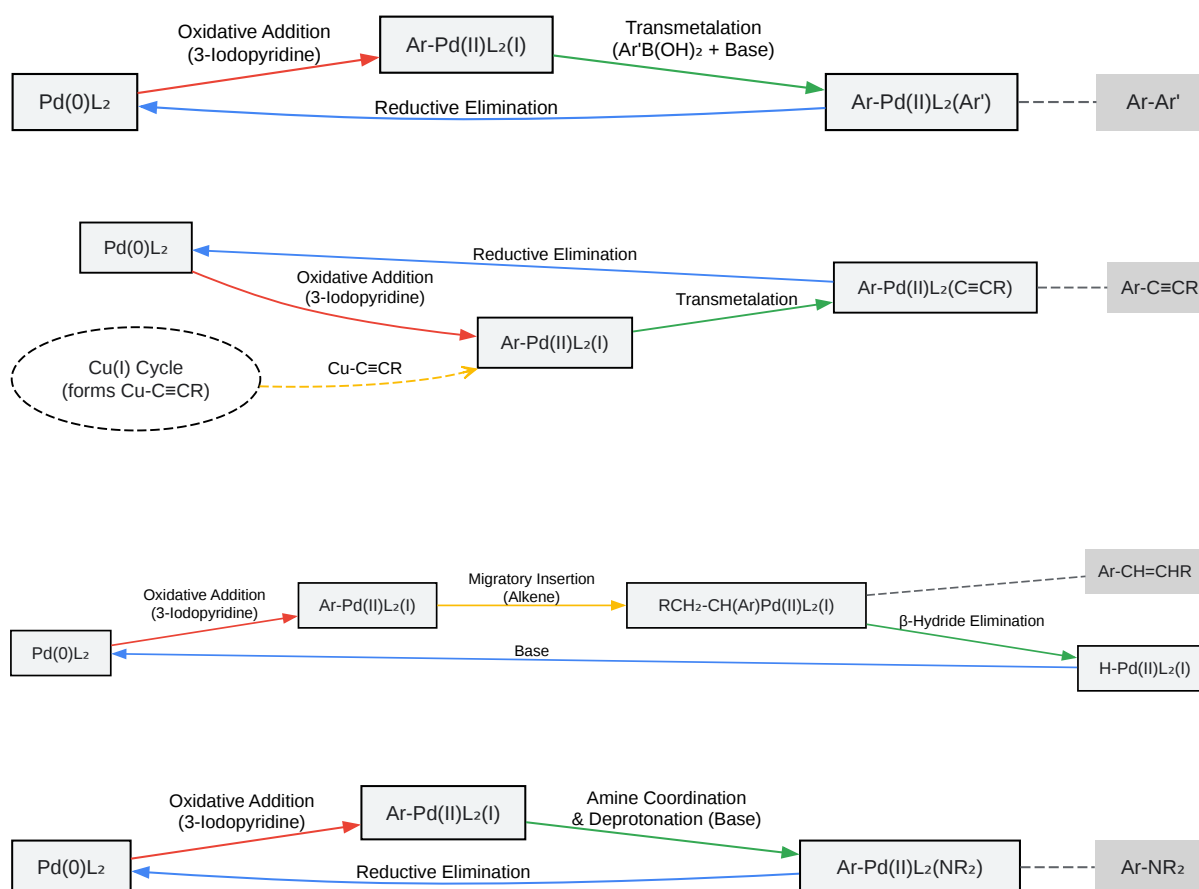 Oxidative Addition
(3-Iodopyridine)
Ar-Pd(II)L₂(I)
Transmetalation
(Ar'B(OH)₂ + Base)
Pd(0)L₂
Reductive Elimination
Ar-Pd(II)L₂(Ar')
Ar-Ar'
Pd(0)L₂
Reductive Elimination
Oxidative Addition
(3-Iodopyridine)
Transmetalation
Ar-Pd(II)L₂(C≡CR)
Ar-C≡CR
Ar-Pd(II)L₂(I)
Cu(I) Cycle
(forms Cu-C≡CR)
Cu-C≡CR
Oxidative Addition
(3-Iodopyridine)
Ar-Pd(II)L₂(I)
Migratory Insertion
(Alkene)
RCH₂-CH(Ar)Pd(II)L₂(I)
Ar-CH=CHR
β-Hydride Elimination
Pd(0)L₂
Base
H-Pd(II)L₂(I)
Oxidative Addition
(3-Iodopyridine)
Ar-Pd(II)L₂(I)
Amine Coordination
& Deprotonation (Base)
Pd(0)L₂
Reductive Elimination
Ar-Pd(II)L₂(NR₂)
Ar-NR₂